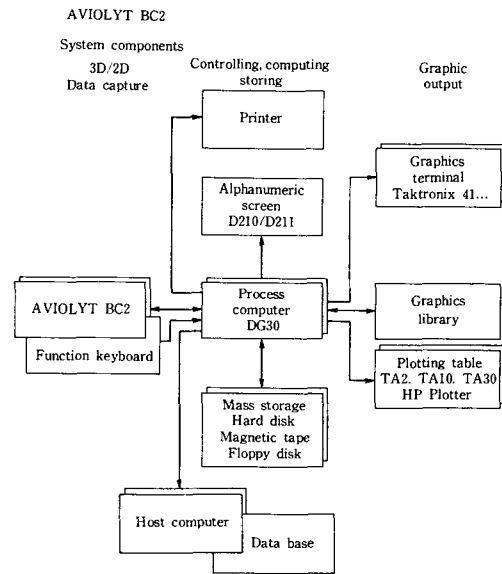 AVIOLYT BC2
System components
3D/2D
Data capture
Controlling, computing
storing
Graphic
output
Printer
Graphics
terminal
Taktronix 41...
Alphanumeric
screen
D210/D211
AVIOLYT BC2
Function keyboard
Process
computer
DG30
Graphics
library
Plotting table
TA2. TA10. TA30
HP Plotter
Mass storage
Hard disk
Magnetic tape
Floppy disk
Host computer
Data base